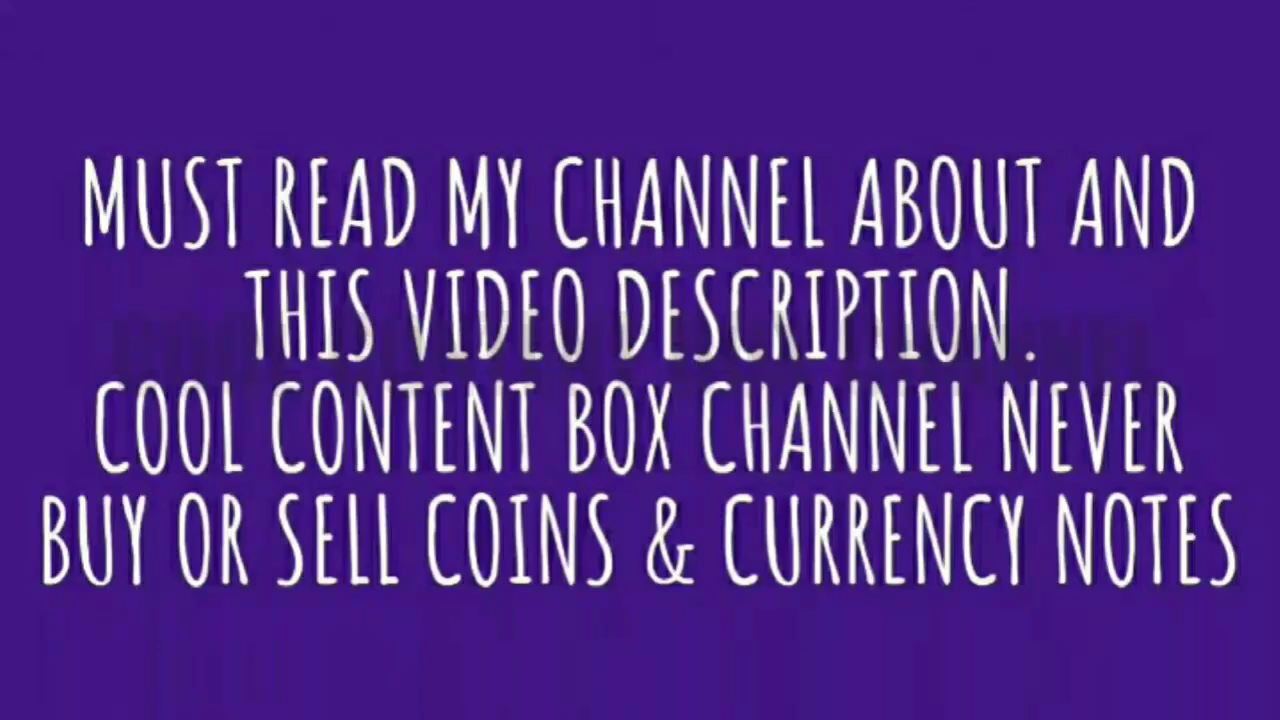 MUST READ MY CHANNEL ABOUT AND
THIS VIDEO DESCRIPTION.
COOL CONTENT BOX CHANNEL NEVER
BUY OR SELL COINS & CURRENCY NOTES